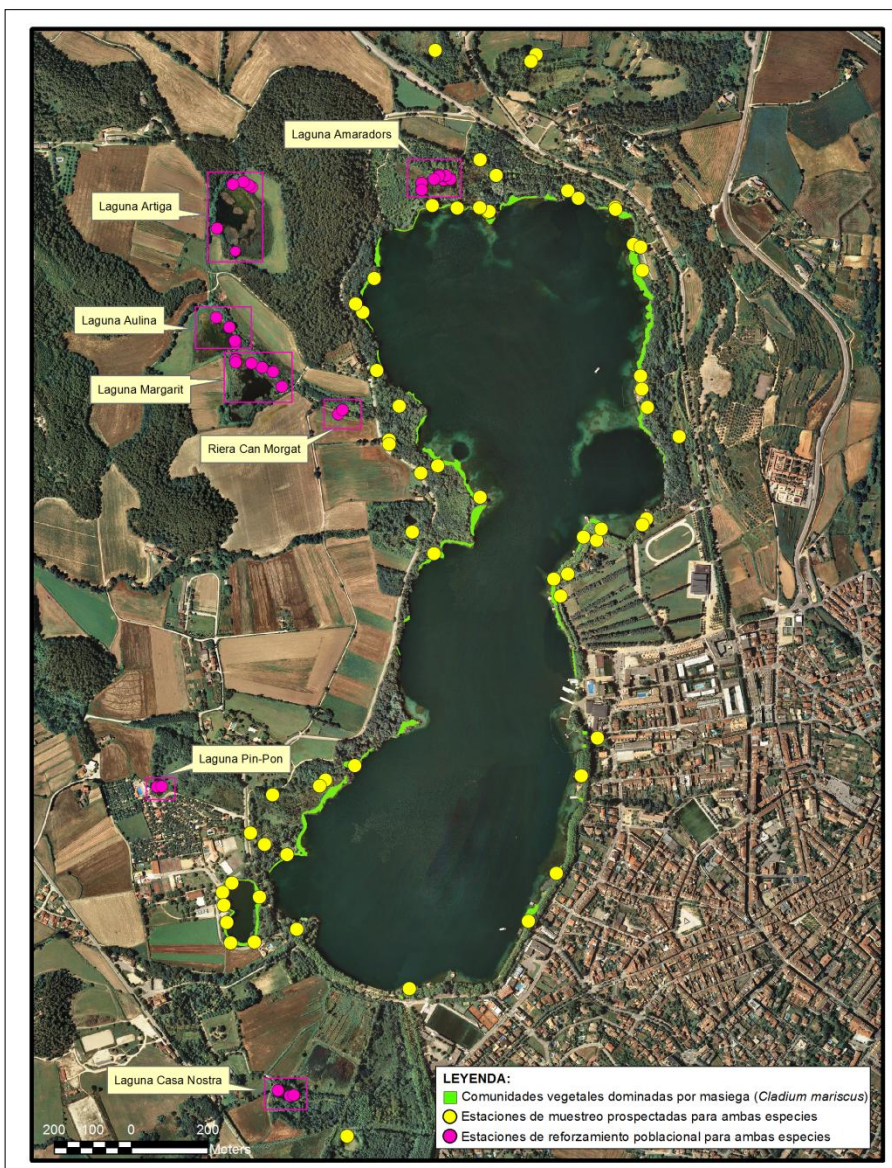 Laguna Amaradors
Laguna Artiga
Laguna Aulina
Laguna Margarit
Riera Can Morgat
Laguna Pin-Pon
Laguna Casa Nostra
LEYENDA:
Comunidades vegetales dominadas por masiega (Cladium mariscus)
Estaciones de muestreo prospectadas para ambas especies
Estaciones de reforzamiento poblacional para ambas especies
200 100 0 200
Meters